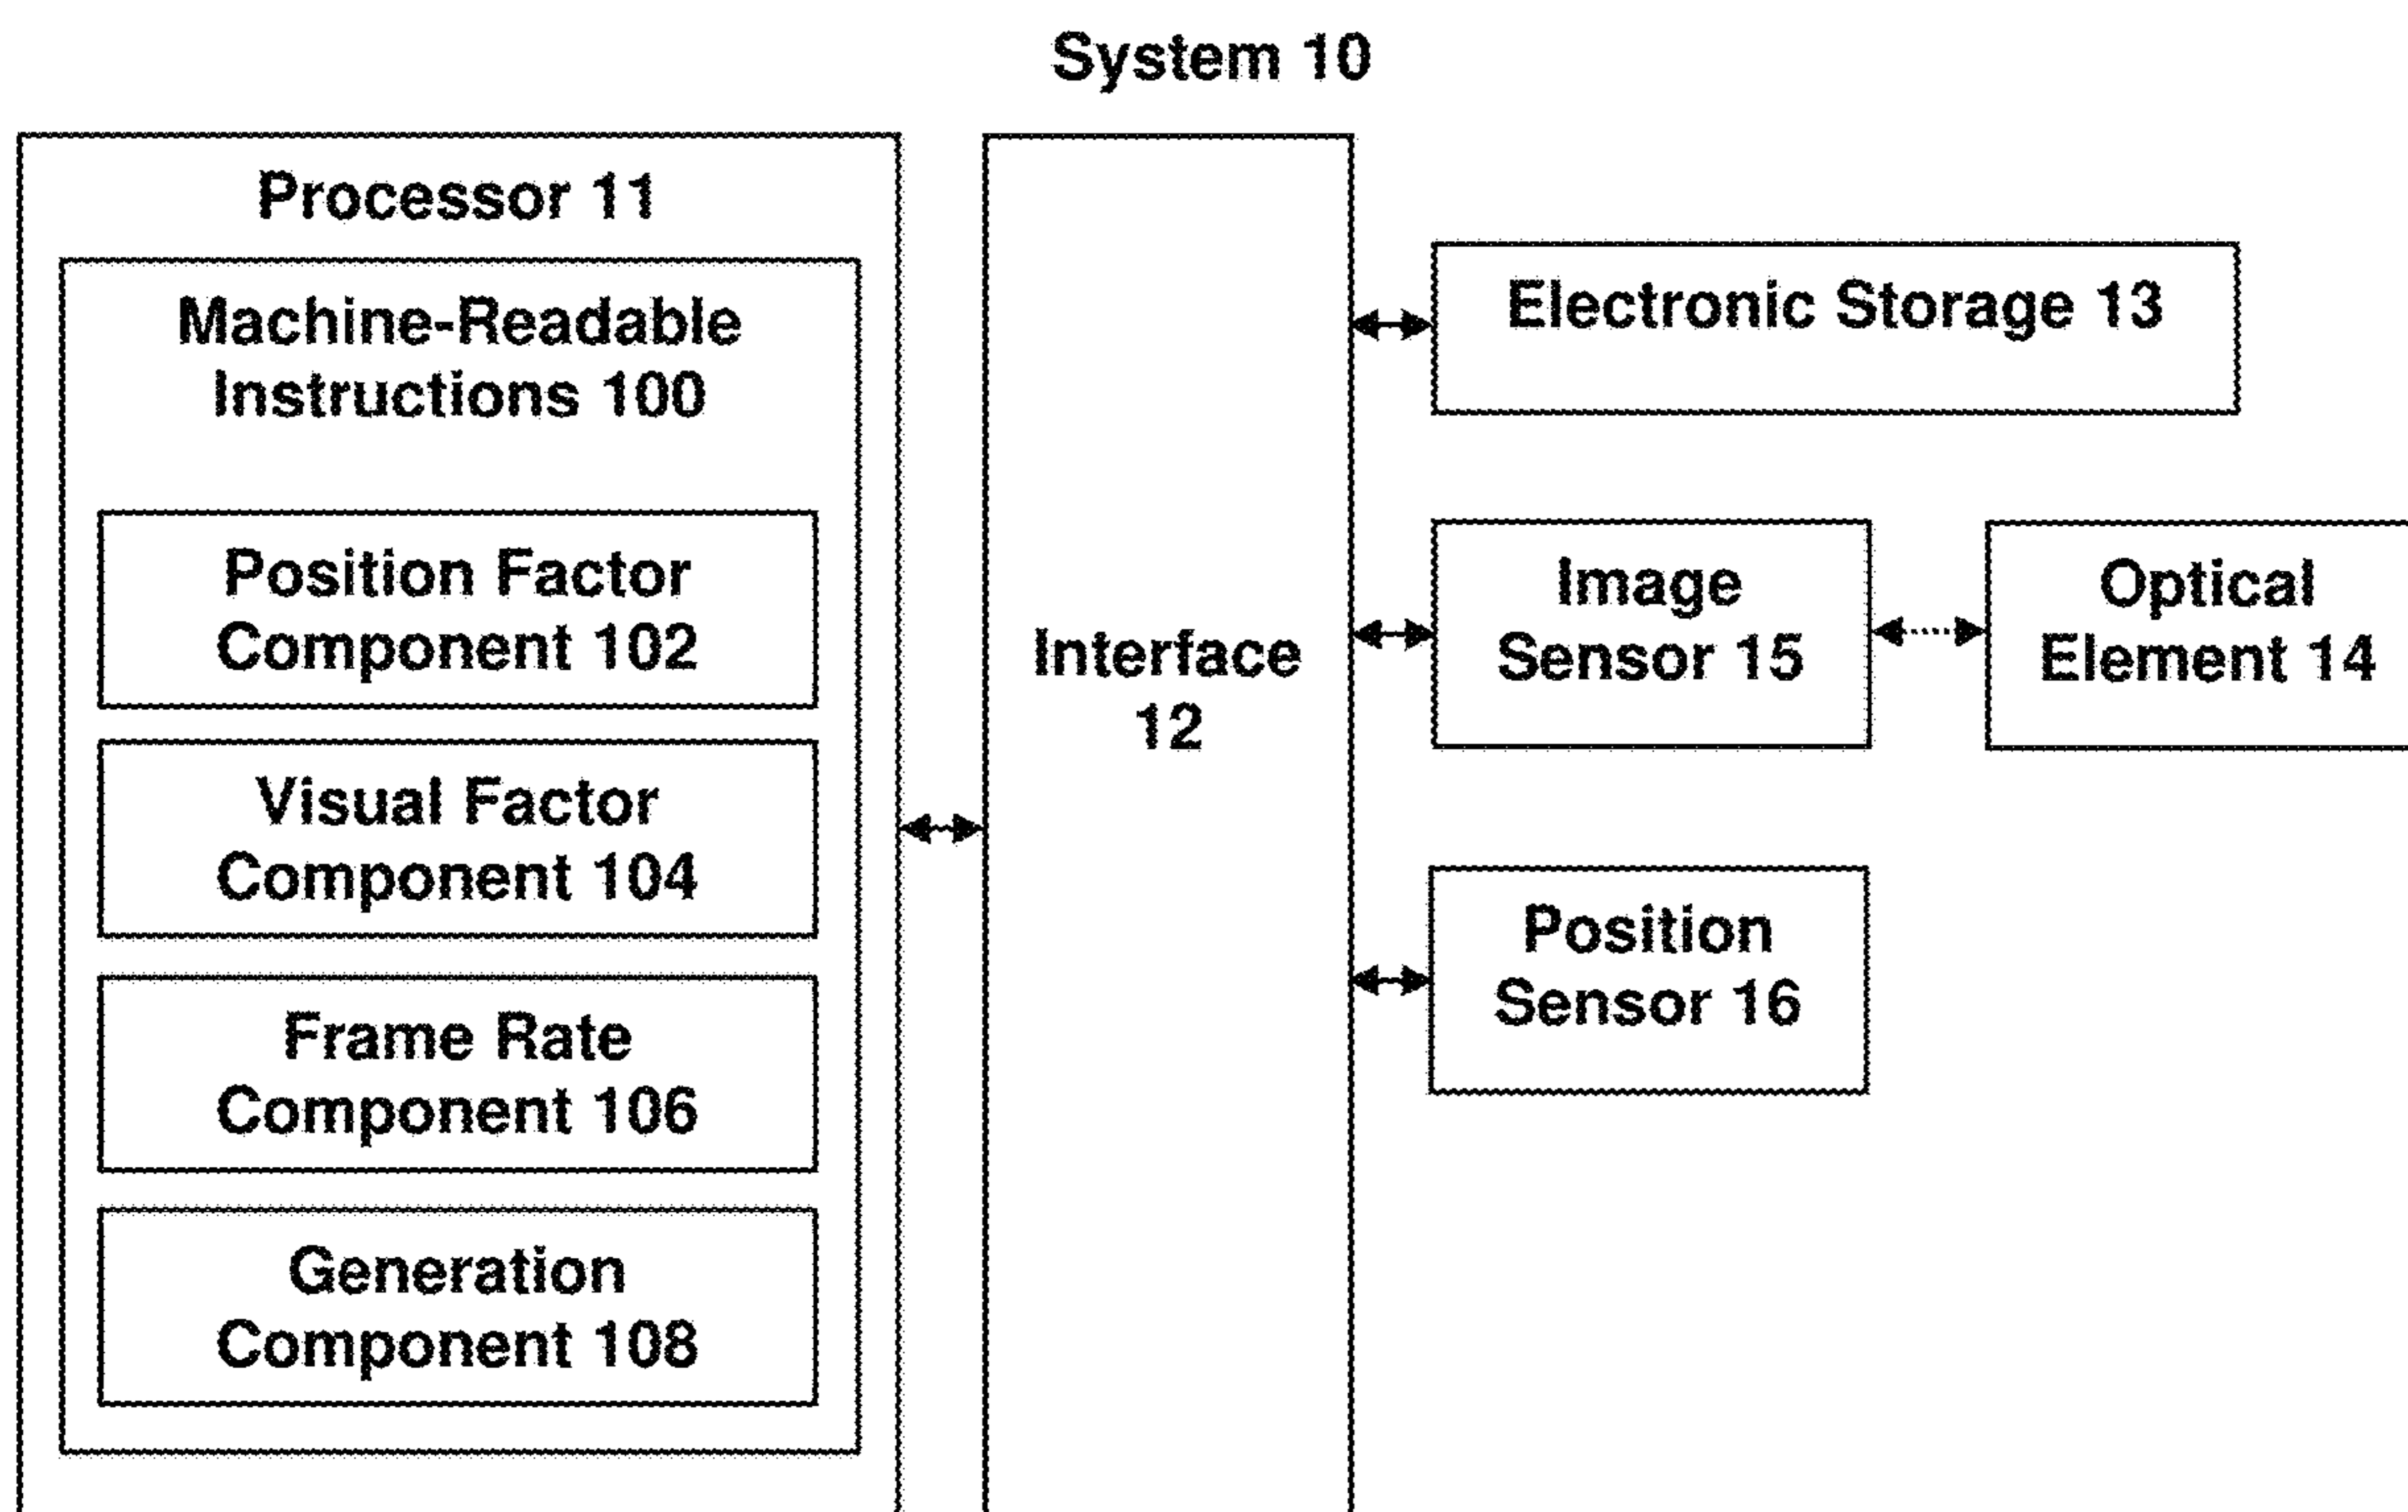 System 10
Processor 11
Machine-Readable
Instructions 100
Position Factor
Component 102
Visual Factor
Component 104
Frame Rate
Component 106
Generation
Component 108
Interface
12
Electronic Storage 13
Image
Sensor 15
Optical
Element 14
Position
Sensor 16